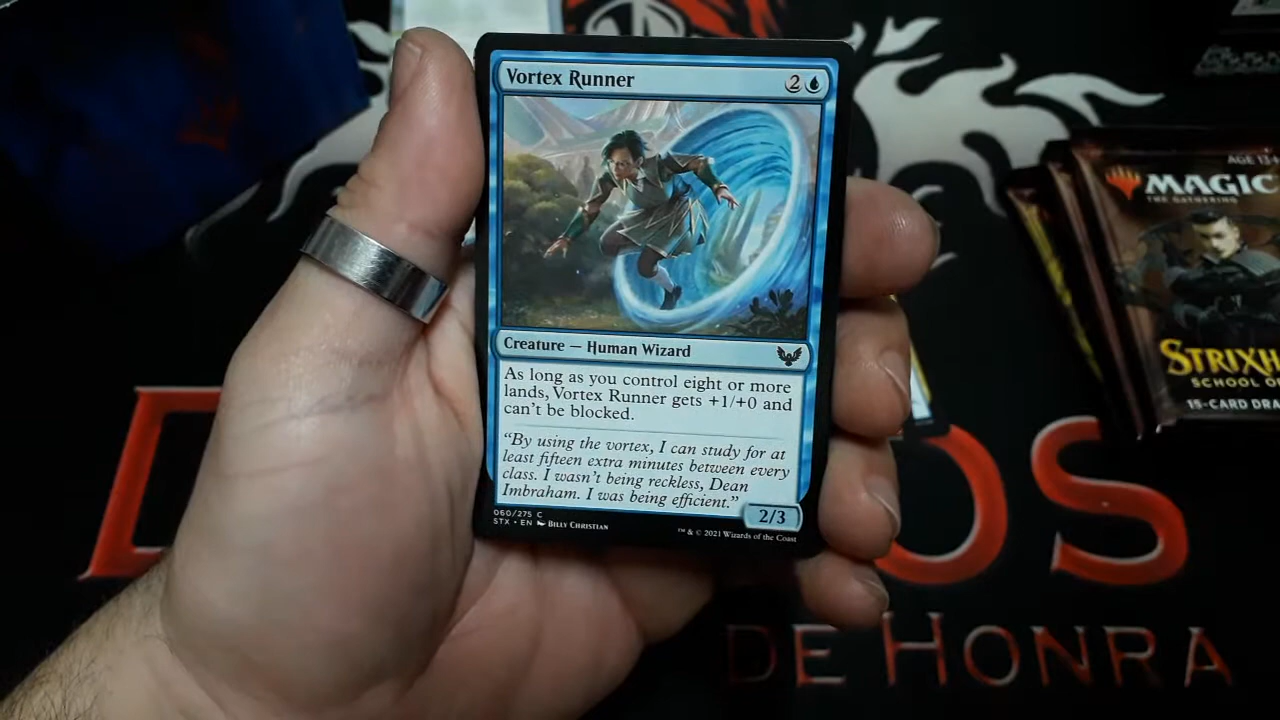 Vortex Runner 2
Creature — Human Wizard
As long as you control eight or more
lands, Vortex Runner gets +1/+0 and
can't be blocked.
“By using the vortex, I can study for at
least fifteen extra minutes between every
class. I wasn't being reckless, Dean
Imbraham. I was being efficient.”
2/3
060/275 C
STX • EN BILLY CHRISTIAN
™ & © 2021 Wizards of the Coast
AGE 13+
MAGIC
THE GATHERING
STRIXH
SCHOOL O
15-CARD DRA
D OS
DE HONRA